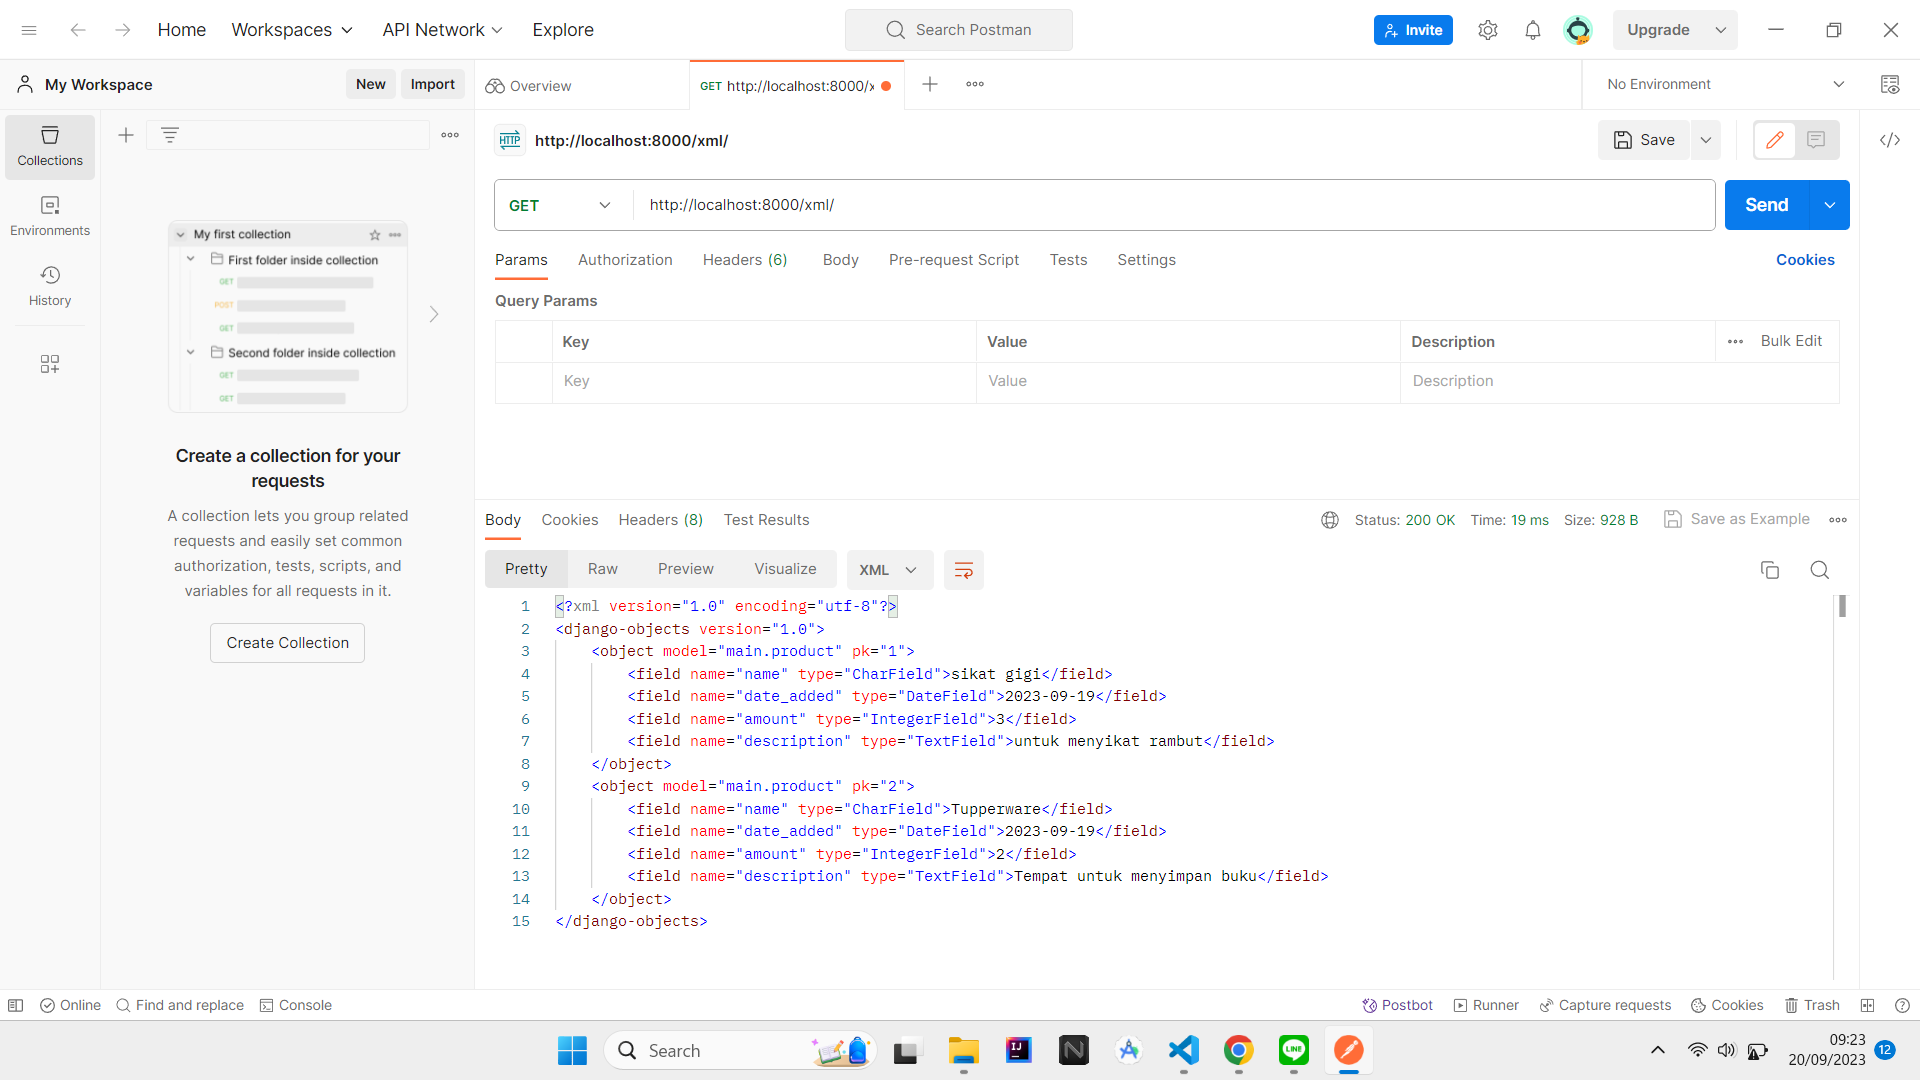 Home Workspaces API Network Explore Search Postman Invite Upgrade
My Workspace New Import Overview GET http://localhost:8000/x No Environment
Collections
Environments
History
My first collection
First folder inside collection
GET
POST
GET
Second folder inside collection
GET
GET
Create a collection for your
requests
A collection lets you group related
requests and easily set common
authorization, tests, scripts, and
variables for all requests in it.
Create Collection
HTTP http://localhost:8000/xml/ Save
GET http://localhost:8000/xml/ Send
Params Authorization Headers (6) Body Pre-request Script Tests Settings Cookies
Query Params
Key Value Description Bulk Edit
Key Value Description
Body Cookies Headers (8) Test Results Status: 200 OK Time: 19 ms Size: 928 B Save as Example
Pretty Raw Preview Visualize XML
1 <?xml version="1.0" encoding="utf-8"?>
2 <django-objects version="1.0">
3 <object model="main.product" pk="1">
4 <field name="name" type="CharField">sikat gigi</field>
5 <field name="date_added" type="DateField">2023-09-19</field>
6 <field name="amount" type="IntegerField">3</field>
7 <field name="description" type="TextField">untuk menyikat rambut</field>
8 </object>
9 <object model="main.product" pk="2">
10 <field name="name" type="CharField">Tupperware</field>
11 <field name="date_added" type="DateField">2023-09-19</field>
12 <field name="amount" type="IntegerField">2</field>
13 <field name="description" type="TextField">Tempat untuk menyimpan buku</field>
14 </object>
15 </django-objects>
Online Find and replace Console Postbot Runner Capture requests Cookies Trash
Search IJ LINE 09:23
20/09/2023 12